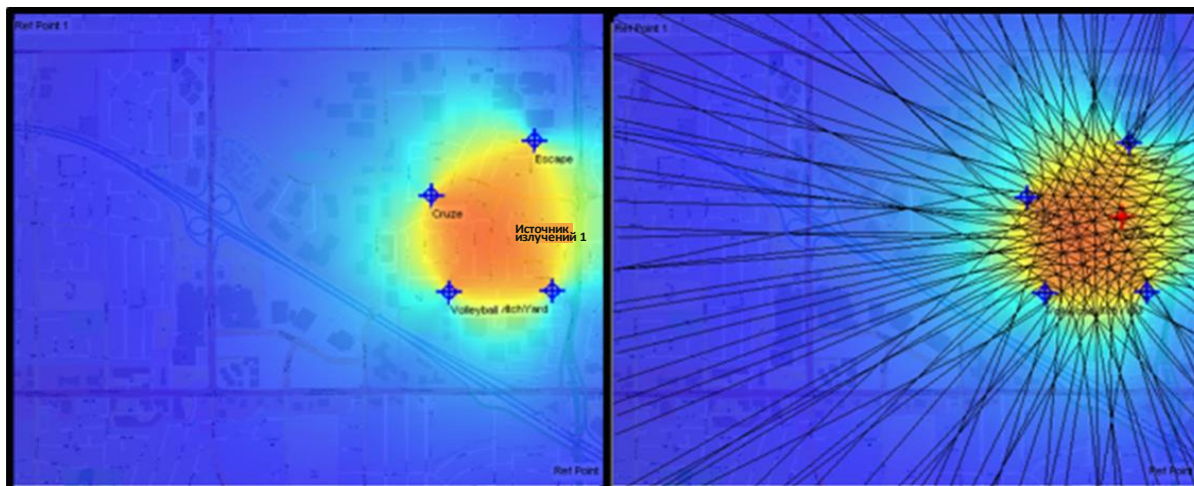 Ref Point 1
Ref Point 1
Escape
Cruze
Источник
излучений 1
Volleyball
Ref Point